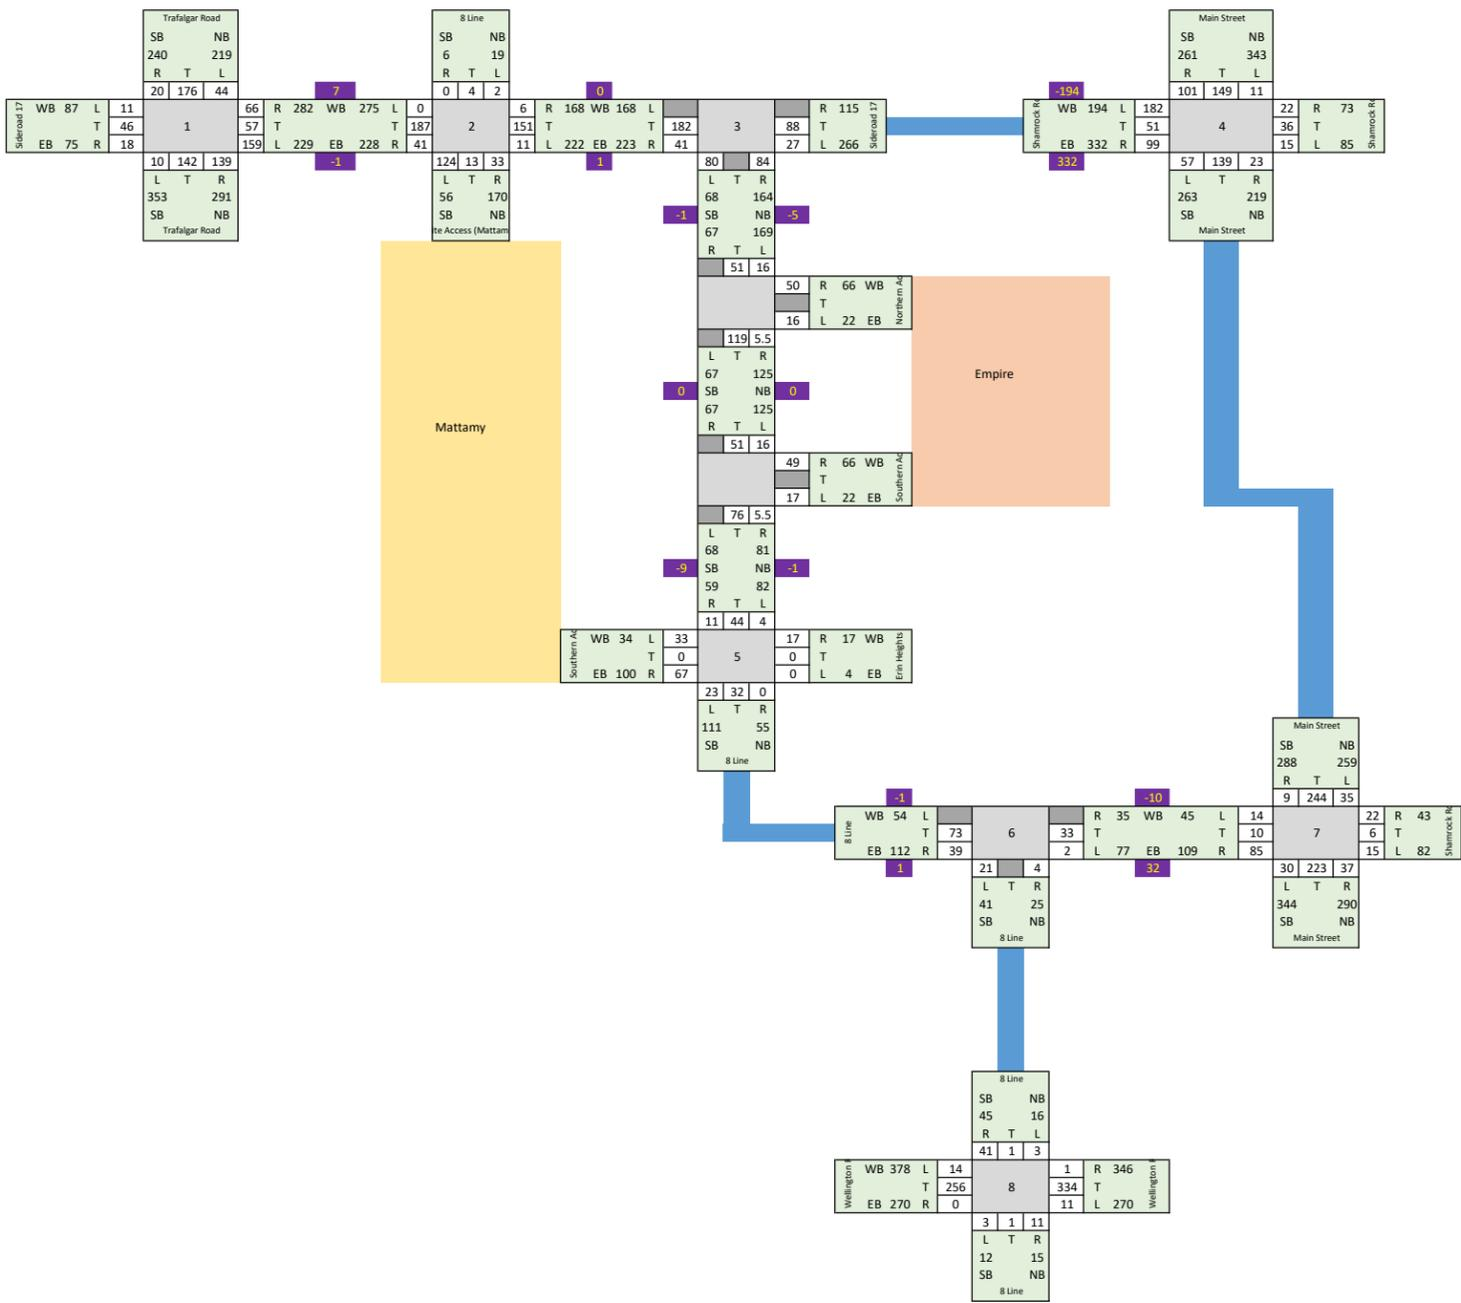 Trafalgar Road 8 Line Main Street
SB NB SB NB SB NB
240 219 6 19 261 343
R T L R T L R T L
20 176 44 7 0 4 2 0 -194 101 149 11
WB 87 L 11 66 R 282 WB 275 L 0 6 R 168 WB 168 L R 115 WB 194 L 182 22 R 73
Sideroad 17 T 46 1 57 T T 187 2 151 T T 182 3 88 T Sideroad 17 T 51 4 36 T
EB 75 R 18 159 L 229 EB 228 R 41 11 L 222 EB 223 R 41 27 L 266 EB 332 R 99 15 L 85
10 142 139 -1 124 13 33 1 80 84 332 57 139 23
L T R L T R L T R L T R
353 291 56 170 68 164 263 219
SB NB SB NB -1 SB NB -5 SB NB
Trafalgar Road ite Access (Mattam 67 169 Main Street
R T L
51 16
50 R 66 WB
T
16 L 22 EB
119 5.5
L T R
67 125 Empire
0 SB NB 0
67 125
Mattamy R T L
51 16
49 R 66 WB
T
17 L 22 EB
76 5.5
L T R
68 81
-9 SB NB -1
59 82
R T L
11 44 4
WB 34 L 33 17 R 17 WB
T 0 5 0 T Erin Heights
EB 100 R 67 0 L 4 EB
23 32 0
L T R
111 55 Main Street
SB NB SB NB
8 Line 288 259
R T L
-1 -10 9 244 35
WB 54 L R 35 WB 45 L 14 22 R 43
8 Line T 73 6 33 T T 10 7 6 T
EB 112 R 39 2 L 77 EB 109 R 85 15 L 82
1 21 4 32 30 223 37
L T R L T R
41 25 344 290
SB NB SB NB
8 Line Main Street
8 Line
SB NB
45 16
R T L
41 1 3
WB 378 L 14 1 R 346
T 256 8 334 T
EB 270 R 0 11 L 270
3 1 11
L T R
12 15
SB NB
8 Line